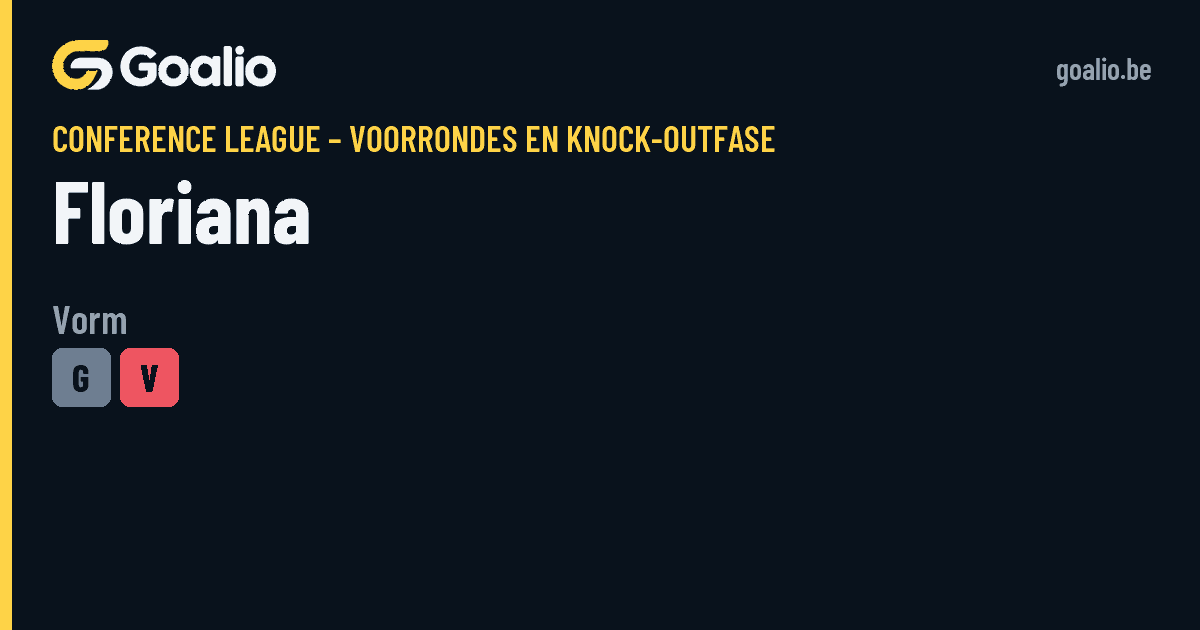 Goalio
goalio.be
CONFERENCE LEAGUE – VOORRONDES EN KNOCK-OUTFASE
Floriana
Vorm
G V